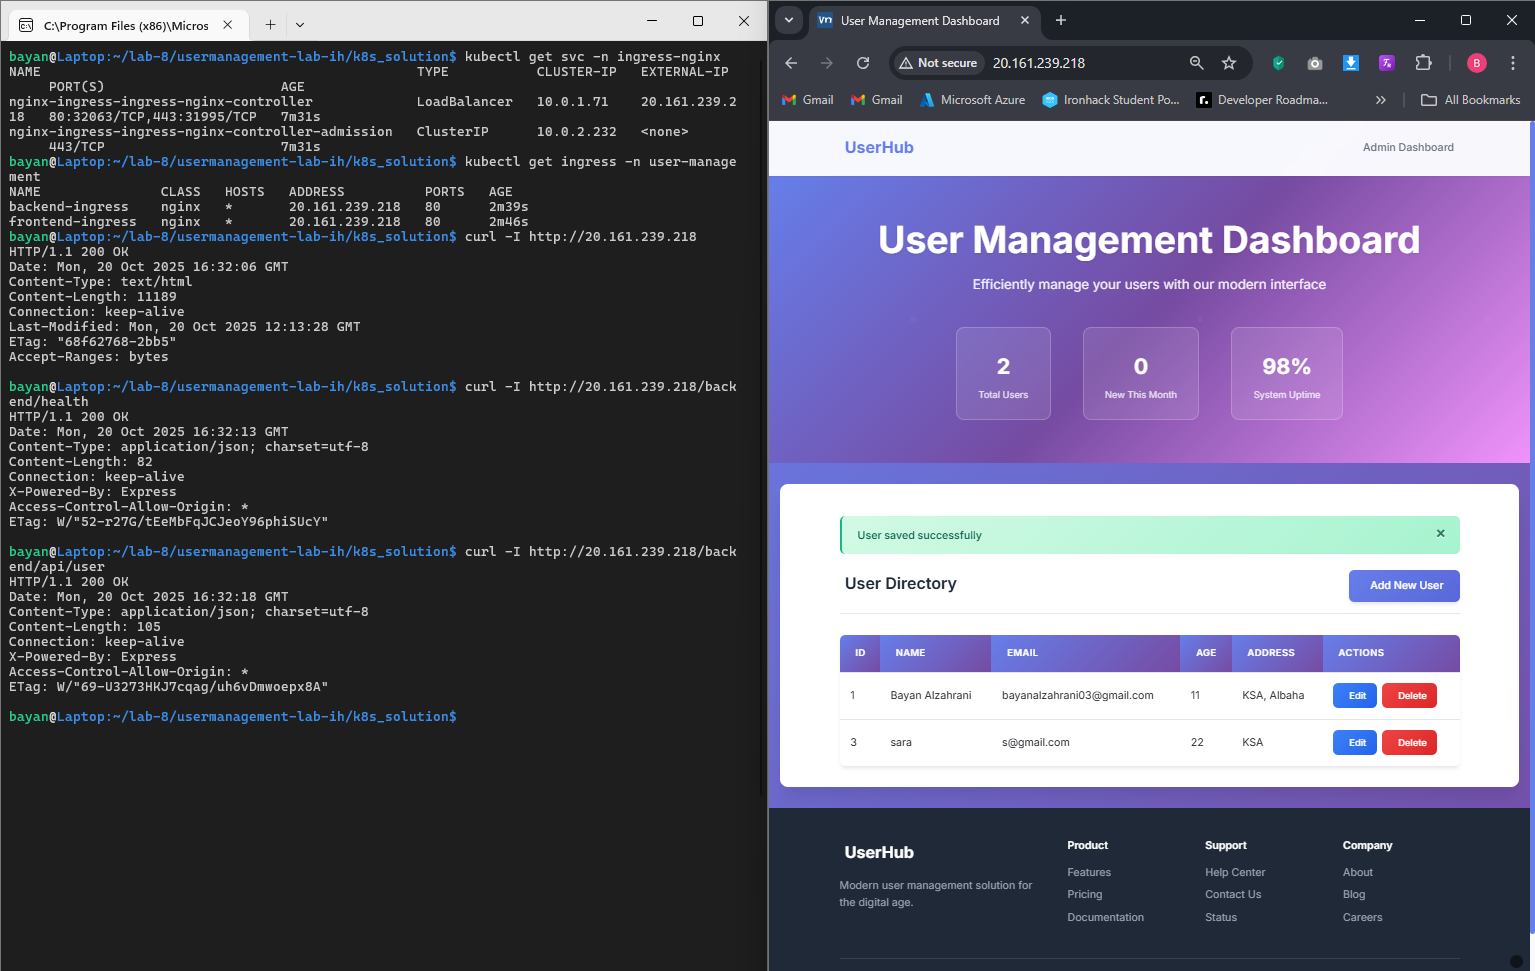 C:\Program Files (x86)\Micros
bayan@Laptop:~/lab-8/usermanagement-lab-ih/k8s_solution$ kubectl get svc -n ingress-nginx
NAME TYPE CLUSTER-IP EXTERNAL-IP
PORT(S) AGE
nginx-ingress-ingress-nginx-controller LoadBalancer 10.0.1.71 20.161.239.2
18 80:32063/TCP,443:31995/TCP 7m31s
nginx-ingress-ingress-nginx-controller-admission ClusterIP 10.0.2.232 <none>
443/TCP 7m31s
bayan@Laptop:~/lab-8/usermanagement-lab-ih/k8s_solution$ kubectl get ingress -n user-manage
ment
NAME CLASS HOSTS ADDRESS PORTS AGE
backend-ingress nginx * 20.161.239.218 80 2m39s
frontend-ingress nginx * 20.161.239.218 80 2m46s
bayan@Laptop:~/lab-8/usermanagement-lab-ih/k8s_solution$ curl -I http://20.161.239.218
HTTP/1.1 200 OK
Date: Mon, 20 Oct 2025 16:32:06 GMT
Content-Type: text/html
Content-Length: 11189
Connection: keep-alive
Last-Modified: Mon, 20 Oct 2025 12:13:28 GMT
ETag: "68f62768-2bb5"
Accept-Ranges: bytes
bayan@Laptop:~/lab-8/usermanagement-lab-ih/k8s_solution$ curl -I http://20.161.239.218/back
end/health
HTTP/1.1 200 OK
Date: Mon, 20 Oct 2025 16:32:13 GMT
Content-Type: application/json; charset=utf-8
Content-Length: 82
Connection: keep-alive
X-Powered-By: Express
Access-Control-Allow-Origin: *
ETag: W/"52-r27G/tEeMbFqJCJeoY96phiSUcY"
bayan@Laptop:~/lab-8/usermanagement-lab-ih/k8s_solution$ curl -I http://20.161.239.218/back
end/api/user
HTTP/1.1 200 OK
Date: Mon, 20 Oct 2025 16:32:18 GMT
Content-Type: application/json; charset=utf-8
Content-Length: 105
Connection: keep-alive
X-Powered-By: Express
Access-Control-Allow-Origin: *
ETag: W/"69-U3273HKJ7cqag/uh6vDmwoepx8A"
bayan@Laptop:~/lab-8/usermanagement-lab-ih/k8s_solution$
User Management Dashboard
Not secure 20.161.239.218 B
Gmail Gmail Microsoft Azure Ironhack Student Po... Developer Roadma... All Bookmarks
UserHub Admin Dashboard
User Management Dashboard
Efficiently manage your users with our modern interface
2 0 98%
Total Users New This Month System Uptime
User saved successfully ×
User Directory Add New User
ID NAME EMAIL AGE ADDRESS ACTIONS
1 Bayan Alzahrani bayanalzahrani03@gmail.com 11 KSA, Albaha Edit Delete
3 sara s@gmail.com 22 KSA Edit Delete
UserHub Product Support Company
Modern user management solution for
the digital age.
Features Help Center About
Pricing Contact Us Blog
Documentation Status Careers